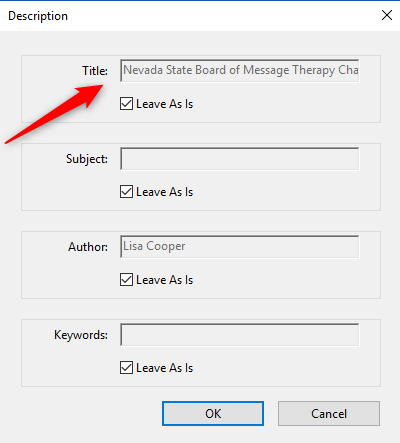 Description
Title: Nevada State Board of Message Therapy Cha
Leave As Is
Subject:
Leave As Is
Author: Lisa Cooper
Leave As Is
Keywords:
Leave As Is
OK Cancel